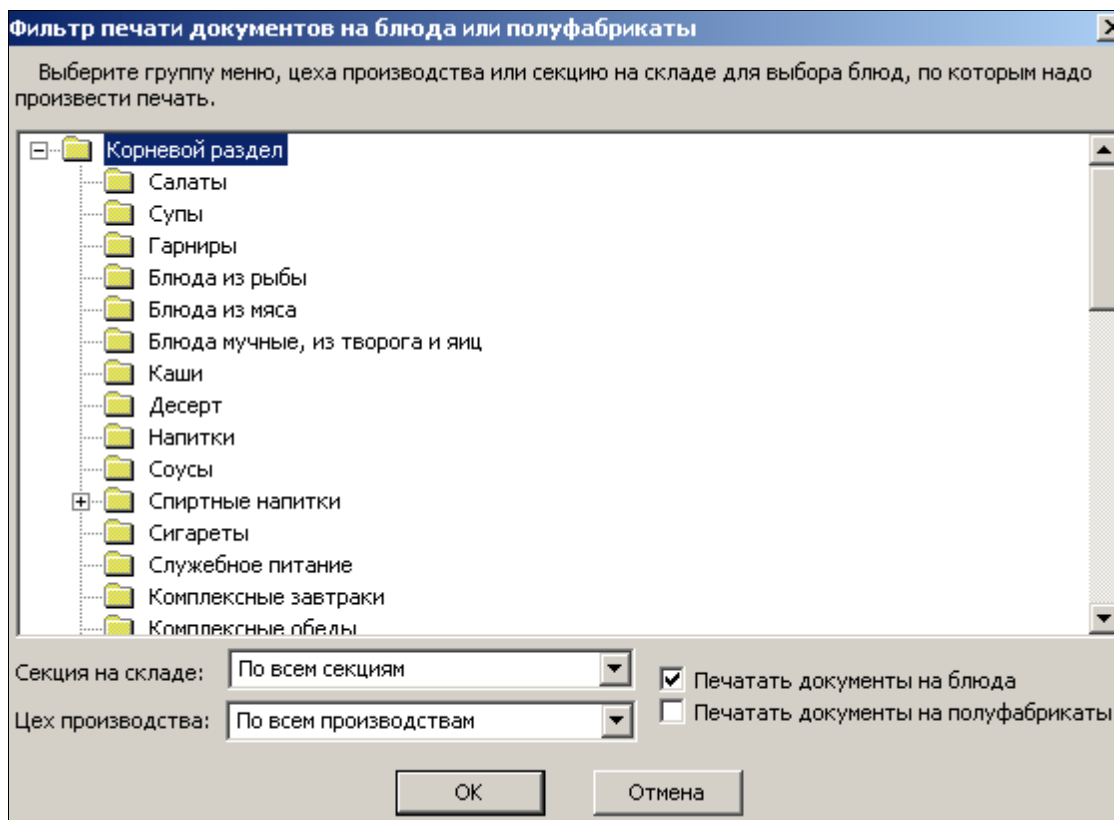 Фильтр печати документов на блюда или полуфабрикаты
Выберите группу меню, цеха производства или секцию на складе для выбора блюд, по которым надо
произвести печать.
Корневой раздел
Салаты
Супы
Гарниры
Блюда из рыбы
Блюда из мяса
Блюда мучные, из творога и яиц
Каши
Десерт
Напитки
Соусы
Спиртные напитки
Сигареты
Служебное питание
Комплексные завтраки
Комплексные обеды
Секция на складе: По всем секциям
Печатать документы на блюда
Цех производства: По всем производствам
Печатать документы на полуфабрикаты
ОК Отмена